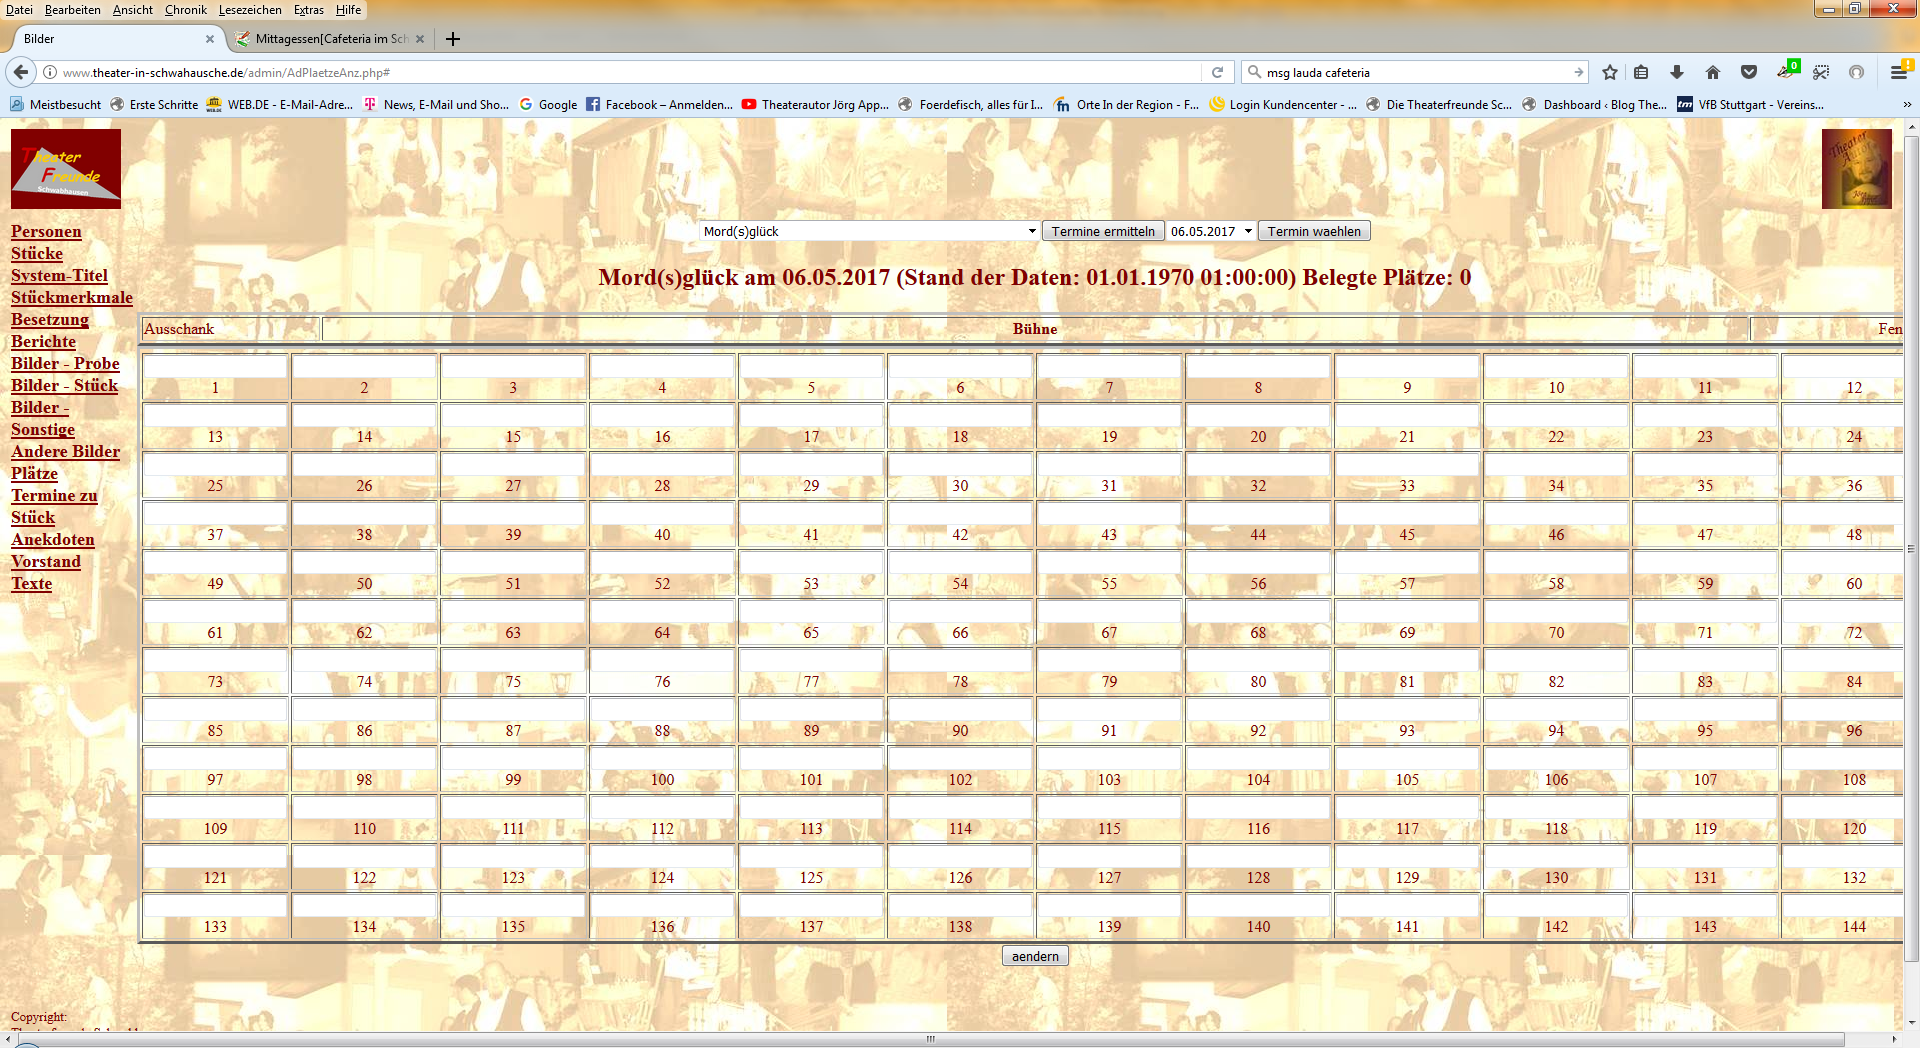 Datei Bearbeiten Ansicht Chronik Lesezeichen Extras Hilfe
Bilder
Mittagessen[Cafeteria im Sch
www.theater-in-schwahausche.de/admin/AdPlaetzeAnz.php#
msg lauda cafeteria
0
Meistbesucht Erste Schritte WEB.DE - E-Mail-Adre... News, E-Mail und Sho... Google Facebook – Anmelden... Theaterautor Jörg App... Foerdefisch, alles für I... Orte In der Region - F... Login Kundencenter - ... Die Theaterfreunde Sc... Dashboard ‹ Blog The... VfB Stuttgart - Vereins...
Theater
Freunde
Schwabhausen
Theater
Autor
Personen
Stücke
System-Titel
Stückmerkmale
Besetzung
Berichte
Bilder - Probe
Bilder - Stück
Bilder -
Sonstige
Andere Bilder
Plätze
Termine zu
Stück
Anekdoten
Vorstand
Texte
Mord(s)glück Termine ermitteln 06.05.2017 Termin waehlen
Mord(s)glück am 06.05.2017 (Stand der Daten: 01.01.1970 01:00:00) Belegte Plätze: 0
Ausschank Bühne Fen
1 2 3 4 5 6 7 8 9 10 11 12
13 14 15 16 17 18 19 20 21 22 23 24
25 26 27 28 29 30 31 32 33 34 35 36
37 38 39 40 41 42 43 44 45 46 47 48
49 50 51 52 53 54 55 56 57 58 59 60
61 62 63 64 65 66 67 68 69 70 71 72
73 74 75 76 77 78 79 80 81 82 83 84
85 86 87 88 89 90 91 92 93 94 95 96
97 98 99 100 101 102 103 104 105 106 107 108
109 110 111 112 113 114 115 116 117 118 119 120
121 122 123 124 125 126 127 128 129 130 131 132
133 134 135 136 137 138 139 140 141 142 143 144
aendern
Copyright: